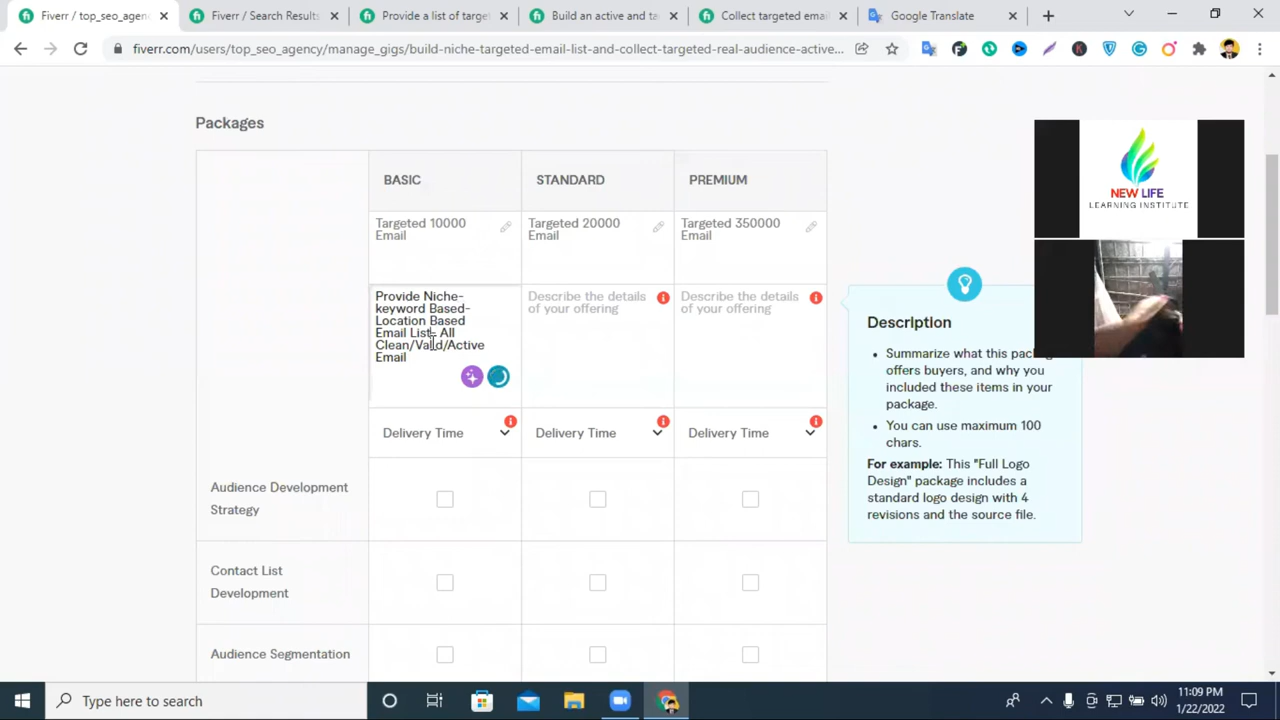 Fiverr / top_seo_agen
Fiverr / Search Results
Provide a list of targe
Build an active and ta
Collect targeted email
Google Translate
fiverr.com/users/top_seo_agency/manage_gigs/build-niche-targeted-email-list-and-collect-targeted-real-audience-active...
Packages
BASIC
STANDARD
PREMIUM
Targeted 10000
Email
Targeted 20000
Email
Targeted 350000
Email
Provide Niche-
keyword Based-
Location Based
Email List- All
Clean/Valid/Active
Email
Describe the details
of your offering
Describe the details
of your offering
Delivery Time
Delivery Time
Delivery Time
Audience Development
Strategy
Contact List
Development
Audience Segmentation
Description
Summarize what this packag
offers buyers, and why you
included these items in your
package.
You can use maximum 100
chars.
For example: This "Full Logo
Design" package includes a
standard logo design with 4
revisions and the source file.
NEW LIFE
LEARNING INSTITUTE
Type here to search
11:09 PM
1/22/2022